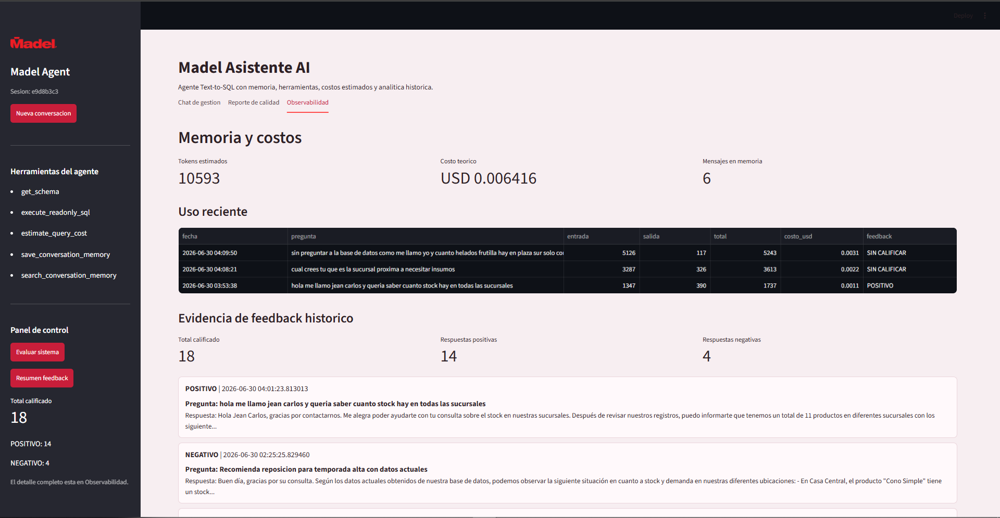 Deploy
Madel
Madel Agent
Sesion: e9d8b3c3
Nueva conversacion
Herramientas del agente
get_schema
execute_readonly_sql
estimate_query_cost
save_conversation_memory
search_conversation_memory
Panel de control
Evaluar sistema
Resumen feedback
Total calificado
18
POSITIVO: 14
NEGATIVO: 4
El detalle completo esta en Observabilidad.
Madel Asistente AI
Agente Text-to-SQL con memoria, herramientas, costos estimados y analitica historica.
Chat de gestion Reporte de calidad Observabilidad
Memoria y costos
Tokens estimados Costo teorico Mensajes en memoria
10593 USD 0.006416 6
Uso reciente
fecha pregunta entrada salida total costo_usd feedback
2026-06-30 04:09:50 sin preguntar a la base de datos como me llamo yo y cuanto helados frutilla hay en plaza sur solo 5126 117 5243 0.0031 SIN CALIFICAR
2026-06-30 04:08:21 cual crees tu que es la sucursal proxima a necesitar insumos 3287 326 3613 0.0022 SIN CALIFICAR
2026-06-30 03:53:38 hola me llamo jean carlos y queria saber cuanto stock hay en todas las sucursales 1347 390 1737 0.0011 POSITIVO
Evidencia de feedback historico
Total calificado Respuestas positivas Respuestas negativas
18 14 4
POSITIVO | 2026-06-30 04:01:23.813013
Pregunta: hola me llamo jean carlos y queria saber cuanto stock hay en todas las sucursales
Respuesta: Hola Jean Carlos, gracias por contactarnos. Me alegra poder ayudarte con tu consulta sobre el stock en nuestras sucursales. Después de revisar nuestros registros, puedo informarte que tenemos un total de 11 productos en diferentes sucursales con los
siguiente...
NEGATIVO | 2026-06-30 02:25:25.829460
Pregunta: Recomienda reposicion para temporada alta con datos actuales
Respuesta: Buen día, gracias por su consulta. Según los datos actuales obtenidos de nuestra base de datos, podemos observar la siguiente situación en cuanto a stock y demanda en nuestras diferentes ubicaciones: - En Casa Central, el producto "Cono Simple" tiene
un stock...